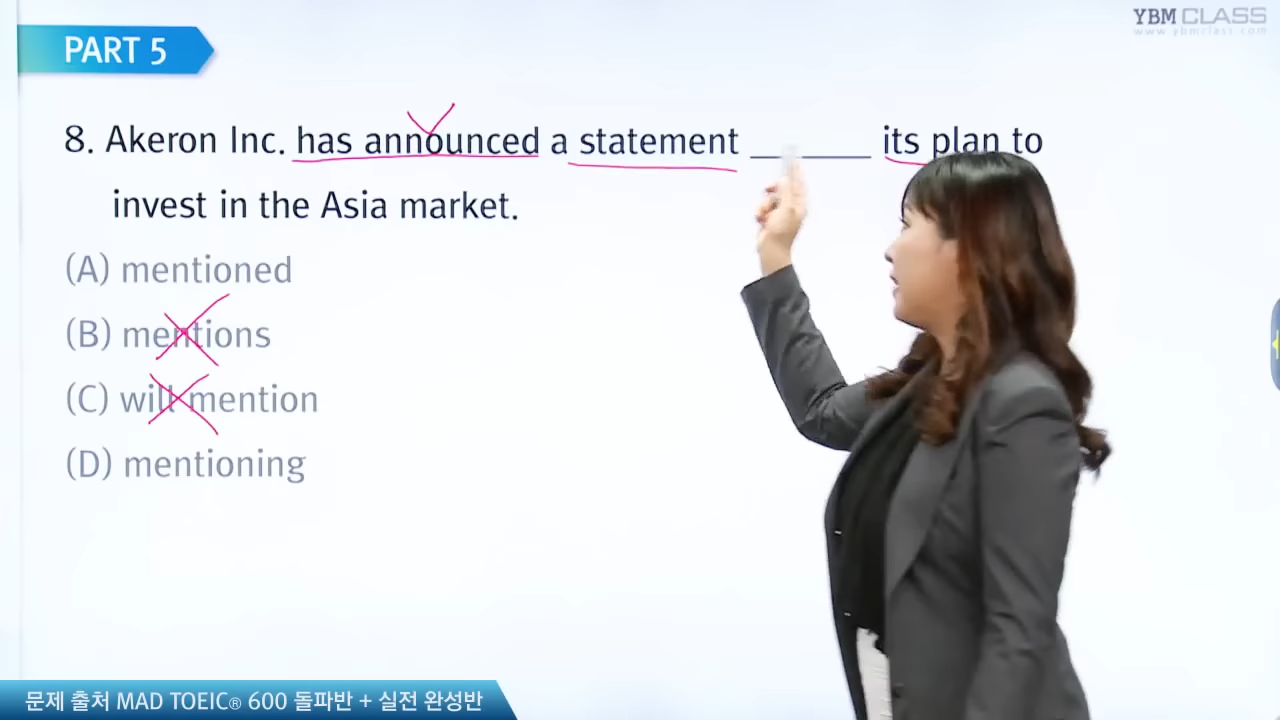 YBM CLASS
www.ybmclass.com
PART 5
8. Akeron Inc. has announced a statement ______ its plan to
invest in the Asia market.
(A) mentioned
(B) mentions
(C) will mention
(D) mentioning
문제 출처 MAD TOEIC® 600 돌파반 + 실전 완성반